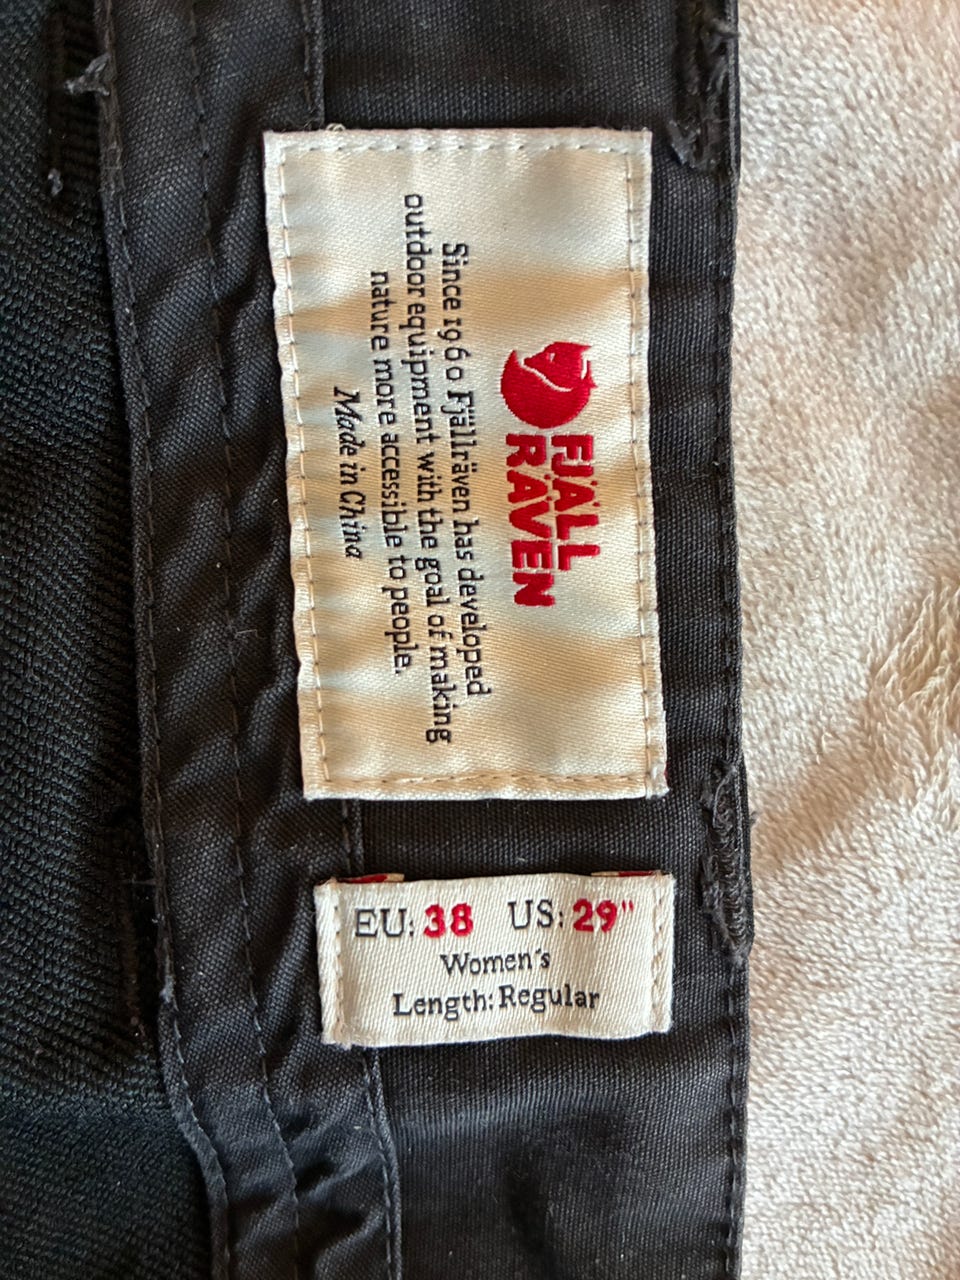 FJÄLL
RÄVEN
Since 1960 Fjällräven has developed
outdoor equipment with the goal of making
nature more accessible to people.
Made in China
EU: 38 US: 29"
Women's
Length: Regular